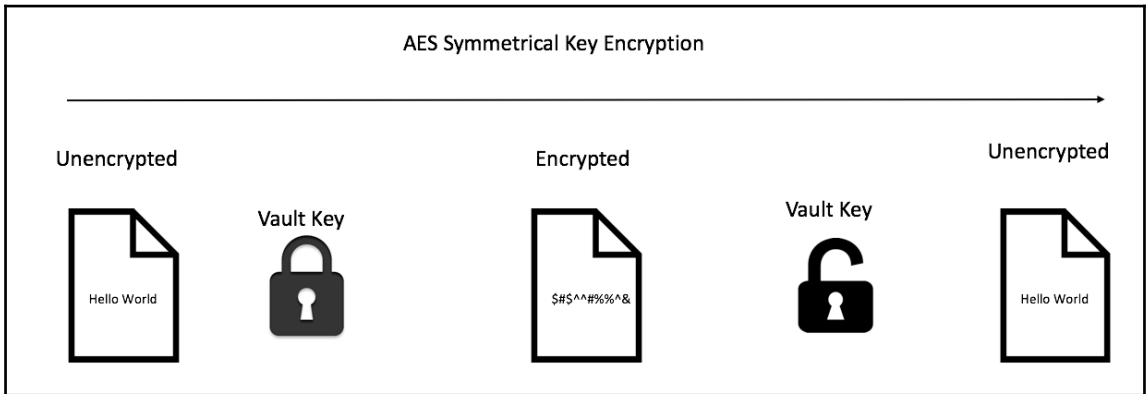 AES Symmetrical Key Encryption
Unencrypted
Encrypted
Unencrypted
Vault Key
Vault Key
Hello World
$#$^^#%%^&
Hello World